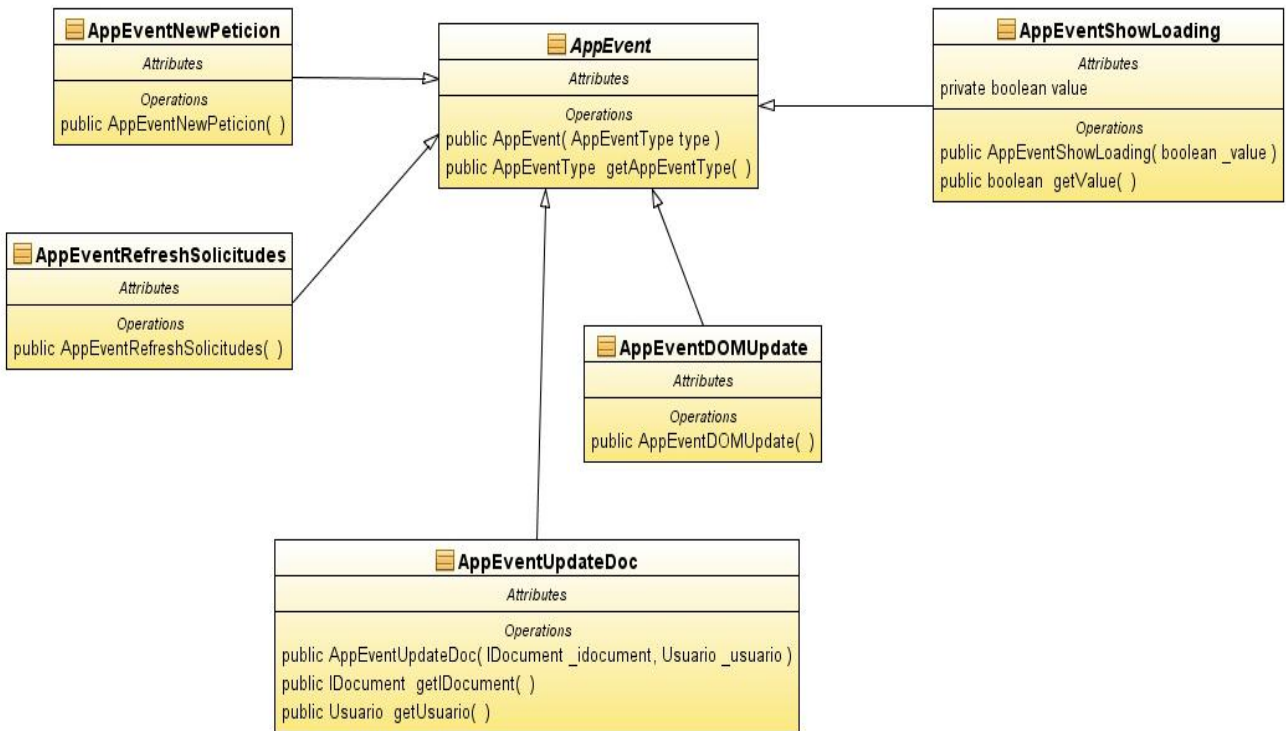 AppEventNewPeticion
Attributes
Operations
public AppEventNewPeticion( )
AppEvent
Attributes
Operations
public AppEvent( AppEventType type )
public AppEventType getAppEventType( )
AppEventShowLoading
Attributes
private boolean value
Operations
public AppEventShowLoading( boolean _value )
public boolean getValue( )
AppEventRefreshSolicitudes
Attributes
Operations
public AppEventRefreshSolicitudes( )
AppEventDOMUpdate
Attributes
Operations
public AppEventDOMUpdate( )
AppEventUpdateDoc
Attributes
Operations
public AppEventUpdateDoc( IDocument _idocument, Usuario _usuario )
public IDocument getIDocument( )
public Usuario getUsuario( )